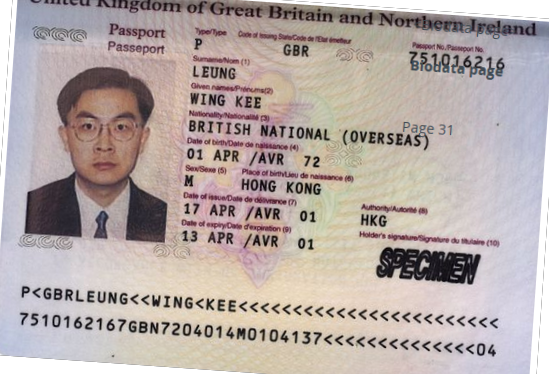 United Kingdom of Great Britain and Northern Ireland
Passport
Passeport
Type/Type Code of Issuing State/Code de l'Etat émetteur Passport No./Passeport No.
P GBR 751016216
Biodata page
Surname/Nom (1)
LEUNG
Given names/Prénoms(2)
WING KEE
Nationality/Nationalité (3)
BRITISH NATIONAL (OVERSEAS)
Page 31
Date of birth/Date de naissance (4)
01 APR /AVR 72
Sex/Sexe (5) Place of birth/Lieu de naissance (6)
M HONG KONG
Date of issue/Date de délivrance (7) Authority/Autorité (8)
17 APR /AVR 01 HKG
Date of expiry/Date d'expiration (9) Holder's signature/Signature du titulaire (10)
13 APR /AVR 01
SPECIMEN
P<GBRLEUNG<<WING<KEE<<<<<<<<<<<<<<<<<<<<<<<<
7510162167GBN7204014M0104137<<<<<<<<<<<<<<04